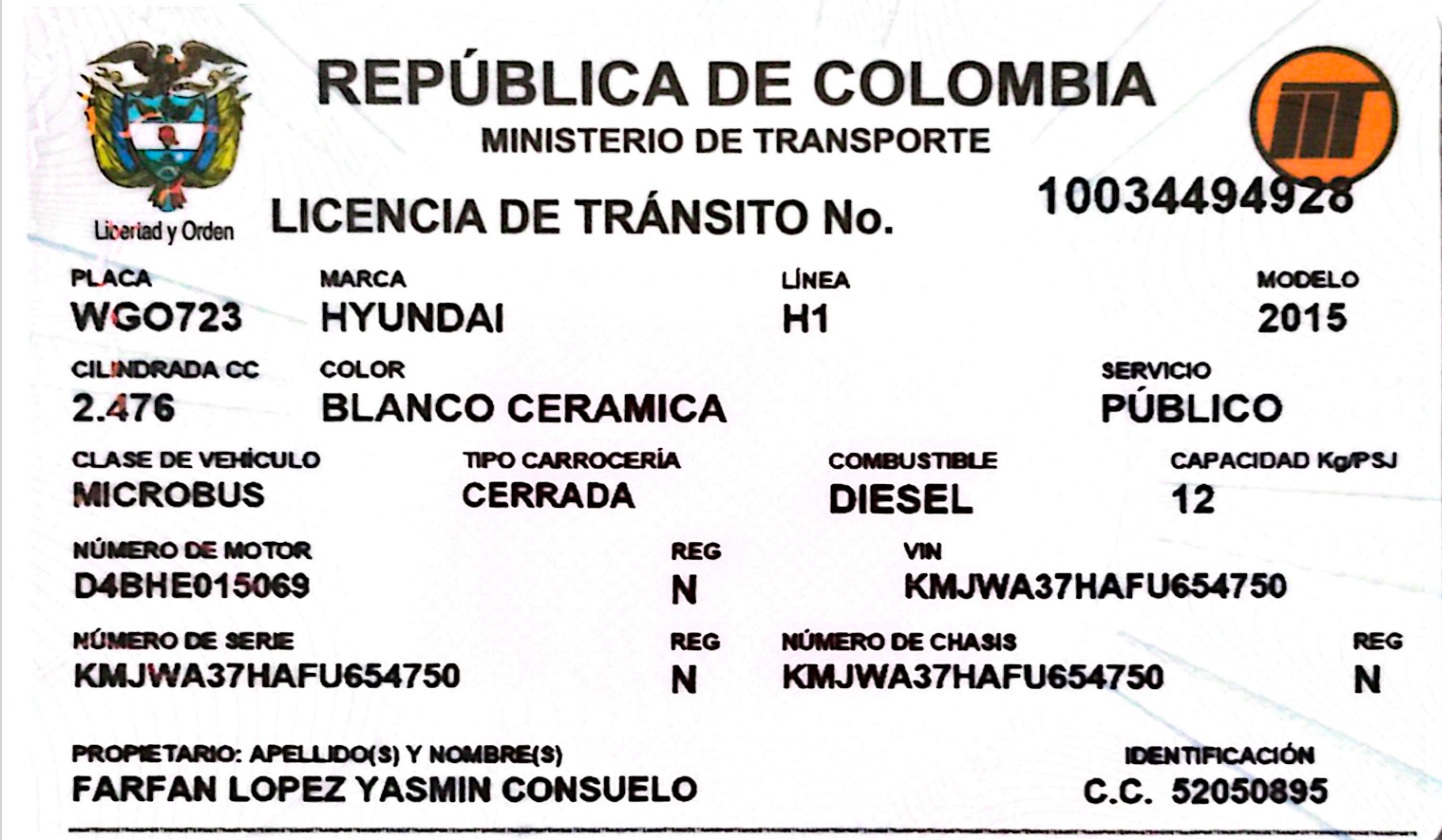 REPÚBLICA DE COLOMBIA
MINISTERIO DE TRANSPORTE
Libertad y Orden
LICENCIA DE TRÁNSITO No. 10034494928
PLACA MARCA LÍNEA MODELO
WGO723 HYUNDAI H1 2015
CILINDRADA CC COLOR SERVICIO
2.476 BLANCO CERAMICA PÚBLICO
CLASE DE VEHÍCULO TIPO CARROCERÍA COMBUSTIBLE CAPACIDAD Kg/PSJ
MICROBUS CERRADA DIESEL 12
NÚMERO DE MOTOR REG VIN
D4BHE015069 N KMJWA37HAFU654750
NÚMERO DE SERIE REG NÚMERO DE CHASIS REG
KMJWA37HAFU654750 N KMJWA37HAFU654750 N
PROPIETARIO: APELLIDO(S) Y NOMBRE(S) IDENTIFICACIÓN
FARFAN LOPEZ YASMIN CONSUELO C.C. 52050895